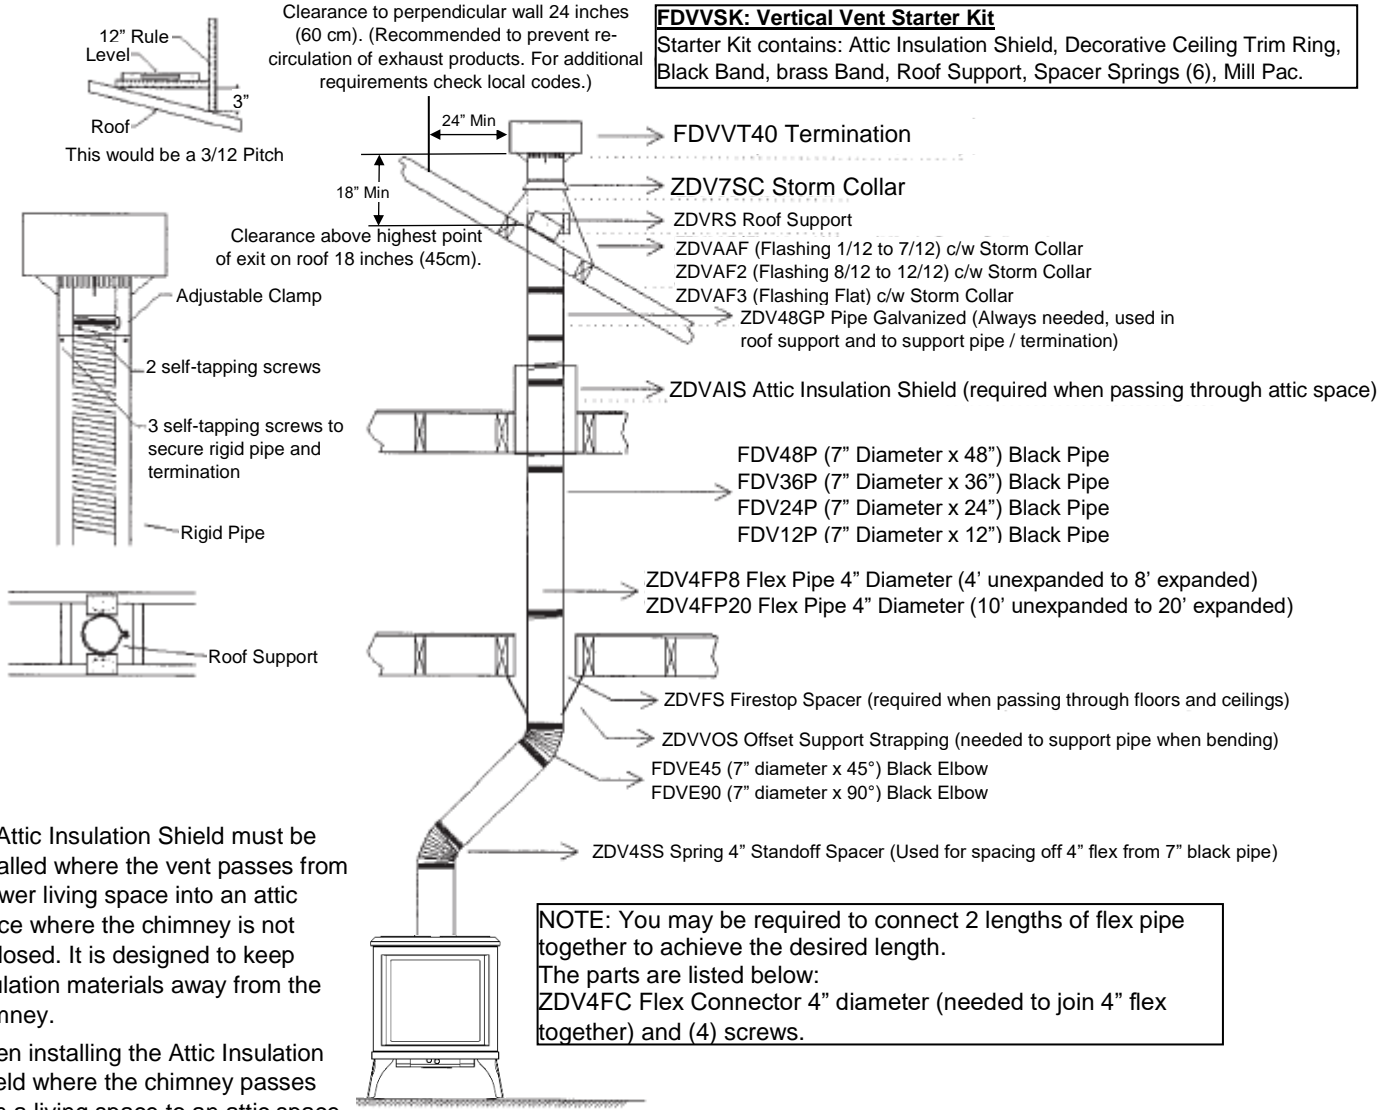 12” Rule
Level
3”
Roof
This would be a 3/12 Pitch
Clearance to perpendicular wall 24 inches
(60 cm). (Recommended to prevent re-
circulation of exhaust products. For additional
requirements check local codes.)
FDVVSK: Vertical Vent Starter Kit
Starter Kit contains: Attic Insulation Shield, Decorative Ceiling Trim Ring,
Black Band, brass Band, Roof Support, Spacer Springs (6), Mill Pac.
24” Min
FDVVT40 Termination
18” Min
ZDV7SC Storm Collar
ZDVRS Roof Support
Clearance above highest point
of exit on roof 18 inches (45cm).
ZDVAAF (Flashing 1/12 to 7/12) c/w Storm Collar
ZDVAF2 (Flashing 8/12 to 12/12) c/w Storm Collar
ZDVAF3 (Flashing Flat) c/w Storm Collar
ZDV48GP Pipe Galvanized (Always needed, used in
roof support and to support pipe / termination)
Adjustable Clamp
2 self-tapping screws
3 self-tapping screws to
secure rigid pipe and
termination
Rigid Pipe
ZDVAIS Attic Insulation Shield (required when passing through attic space)
FDV48P (7” Diameter x 48”) Black Pipe
FDV36P (7” Diameter x 36”) Black Pipe
FDV24P (7” Diameter x 24”) Black Pipe
FDV12P (7” Diameter x 12”) Black Pipe
ZDV4FP8 Flex Pipe 4” Diameter (4’ unexpanded to 8’ expanded)
ZDV4FP20 Flex Pipe 4” Diameter (10’ unexpanded to 20’ expanded)
Roof Support
ZDVFS Firestop Spacer (required when passing through floors and ceilings)
ZDVVOS Offset Support Strapping (needed to support pipe when bending)
FDVE45 (7” diameter x 45°) Black Elbow
FDVE90 (7” diameter x 90°) Black Elbow
ZDV4SS Spring 4” Standoff Spacer (Used for spacing off 4” flex from 7” black pipe)
Attic Insulation Shield must be
alled where the vent passes from
wer living space into an attic
ce where the chimney is not
losed. It is designed to keep
ulation materials away from the
mney.
en installing the Attic Insulation
eld where the chimney passes
a living space to an attic space
NOTE: You may be required to connect 2 lengths of flex pipe
together to achieve the desired length.
The parts are listed below:
ZDV4FC Flex Connector 4” diameter (needed to join 4” flex
together) and (4) screws.